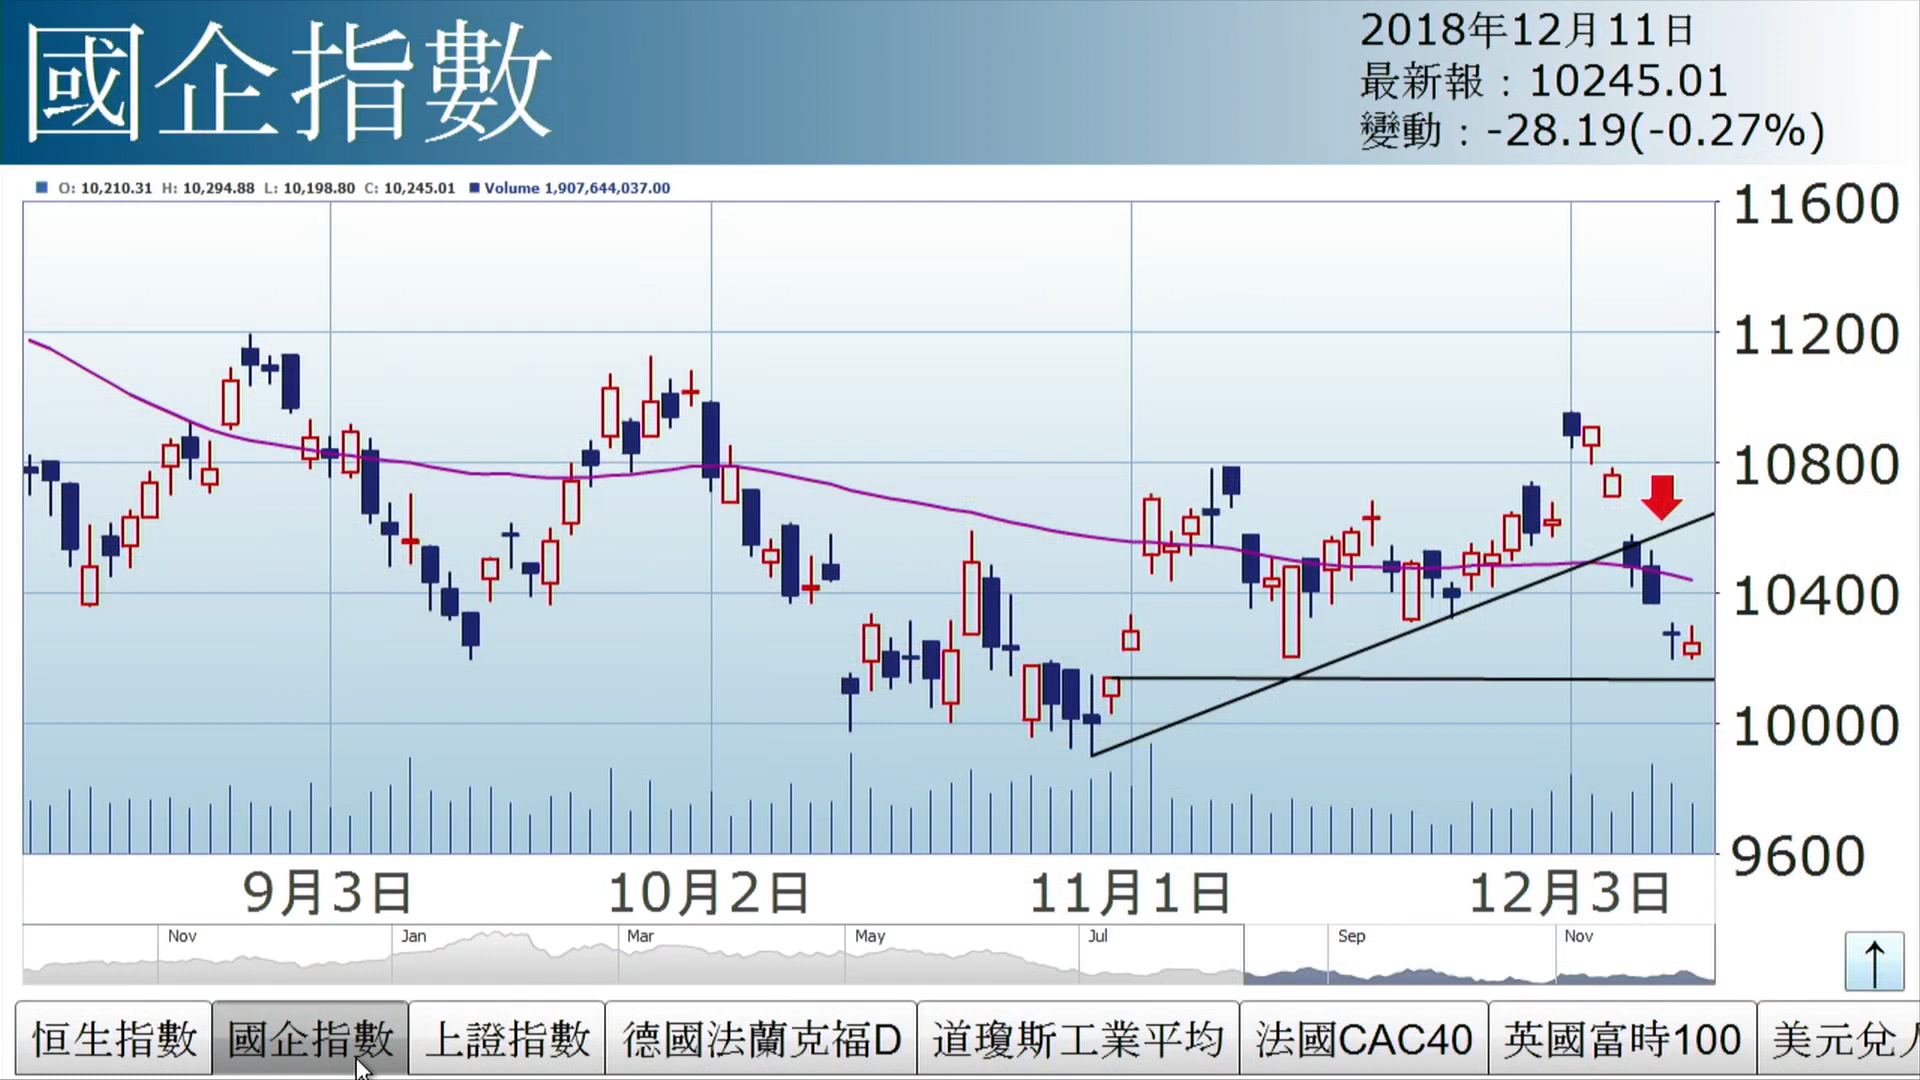 國企指數
2018年12月11日
最新報：10245.01
變動：-28.19(-0.27%)
O: 10,210.31 H: 10,294.88 L: 10,198.80 C: 10,245.01 Volume 1,907,644,037.00
11600
11200
10800
10400
10000
9600
9月3日 10月2日 11月1日 12月3日
Nov Jan Mar May Jul Sep Nov
恒生指數 國企指數 上證指數 德國法蘭克福D 道瓊斯工業平均 法國CAC40 英國富時100 美元兌